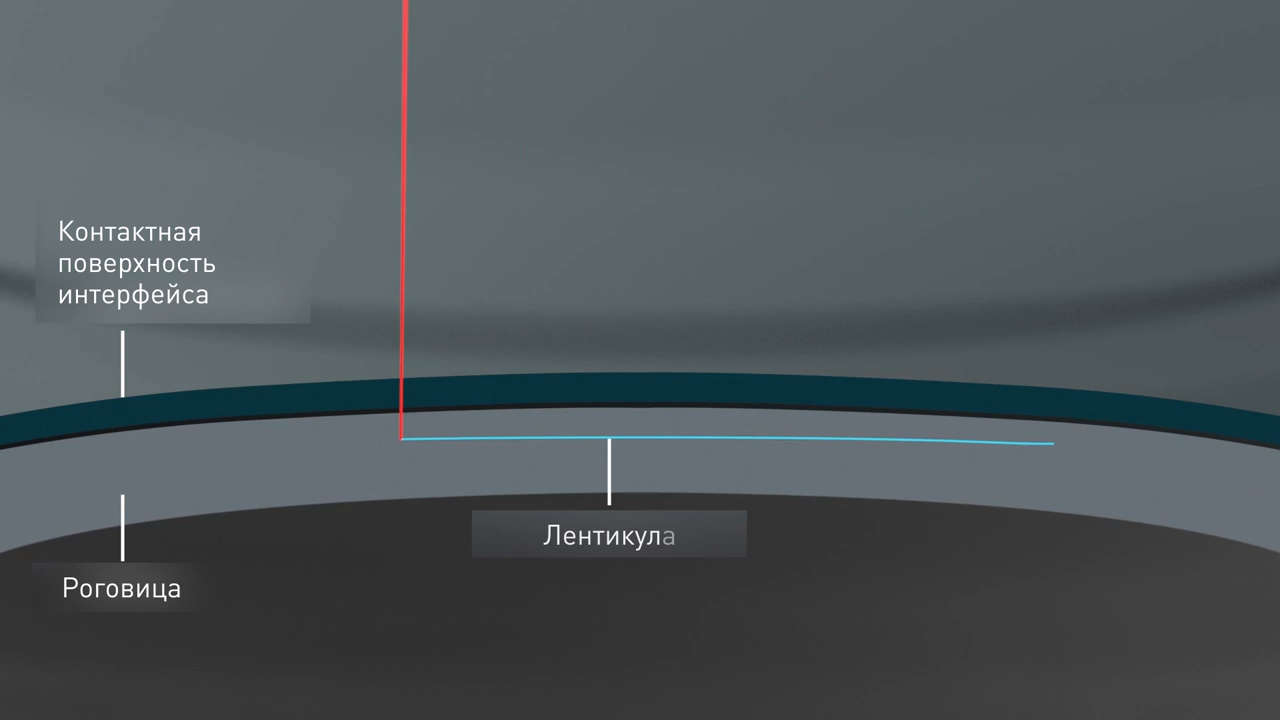 Контактная
поверхность
интерфейса
Лентикула
Роговица